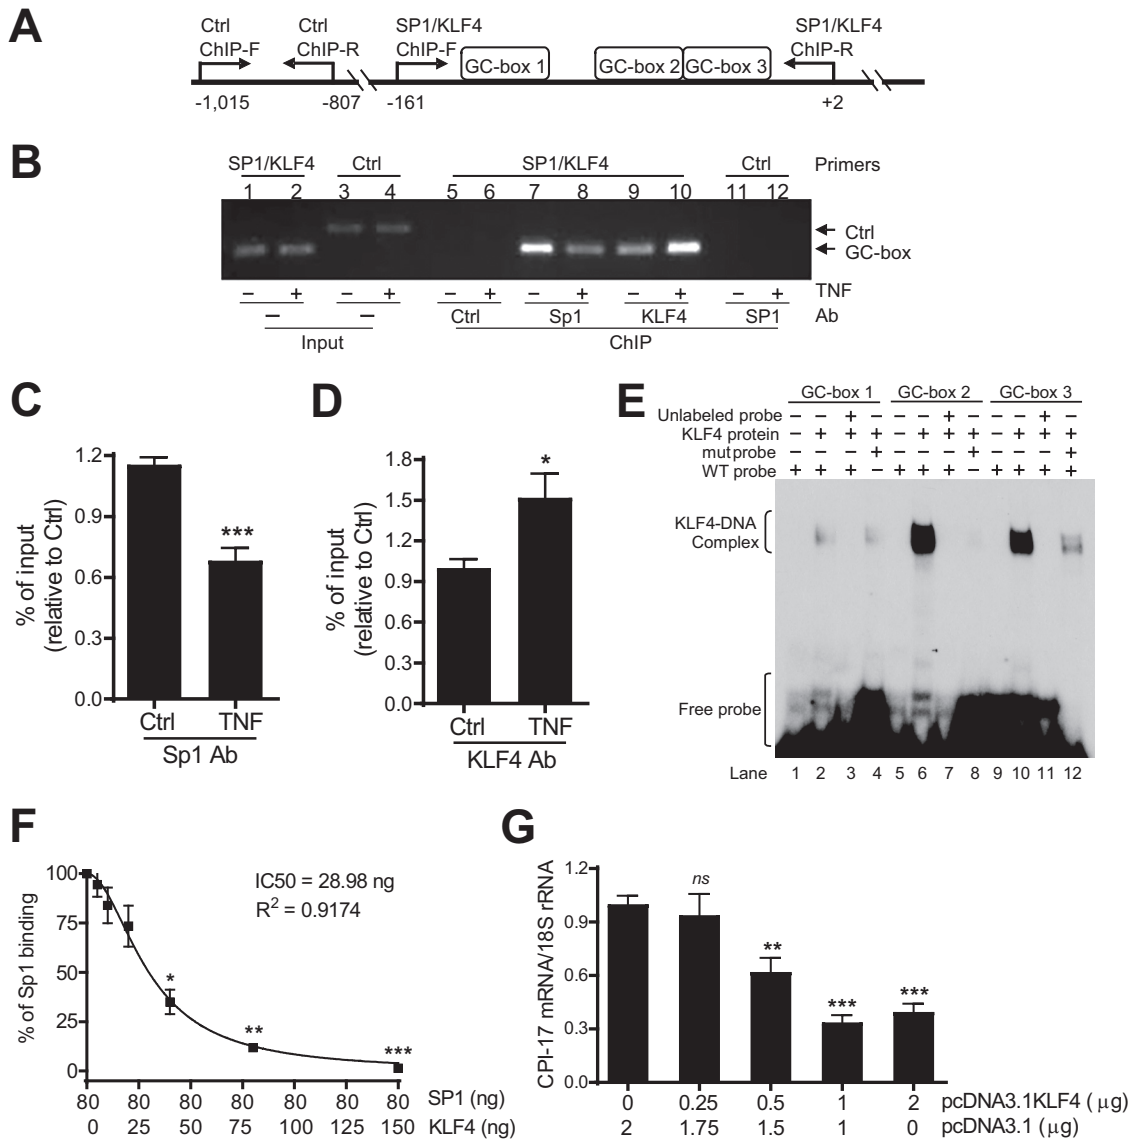 A
Ctrl Ctrl SP1/KLF4 SP1/KLF4
ChIP-F ChIP-R ChIP-F ChIP-R
GC-box 1 GC-box 2 GC-box 3
-1,015 -807 -161 +2
B
SP1/KLF4 Ctrl SP1/KLF4 Ctrl Primers
1 2 3 4 5 6 7 8 9 10 11 12
Ctrl
GC-box
– + – + – + – + – + – + TNF
– – Ctrl Sp1 KLF4 SP1 Ab
Input ChIP
C
% of input
(relative to Ctrl)
1.2
0.9
0.6
0.3
0.0
***
Ctrl TNF
Sp1 Ab
D
% of input
(relative to Ctrl)
1.8
1.5
1.2
0.9
0.6
0.3
0.0
*
Ctrl TNF
KLF4 Ab
E
GC-box 1 GC-box 2 GC-box 3
Unlabeled probe – – + – – – + – – – + –
KLF4 protein – + + + – + + + – + + +
mut probe – – – + – – – + – – – +
WT probe + + + – + + + – + + + +
KLF4-DNA
Complex
Free probe
Lane 1 2 3 4 5 6 7 8 9 10 11 12
F
% of Sp1 binding
100
75
50
25
0
IC50 = 28.98 ng
R2 = 0.9174
* ** ***
80 80 80 80 80 80 80 SP1 (ng)
0 25 50 75 100 125 150 KLF4 (ng)
G
CPI-17 mRNA/18S rRNA
1.2
0.9
0.6
0.3
0.0
ns ** *** ***
0 0.25 0.5 1 2 pcDNA3.1KLF4 (μg)
2 1.75 1.5 1 0 pcDNA3.1 (μg)